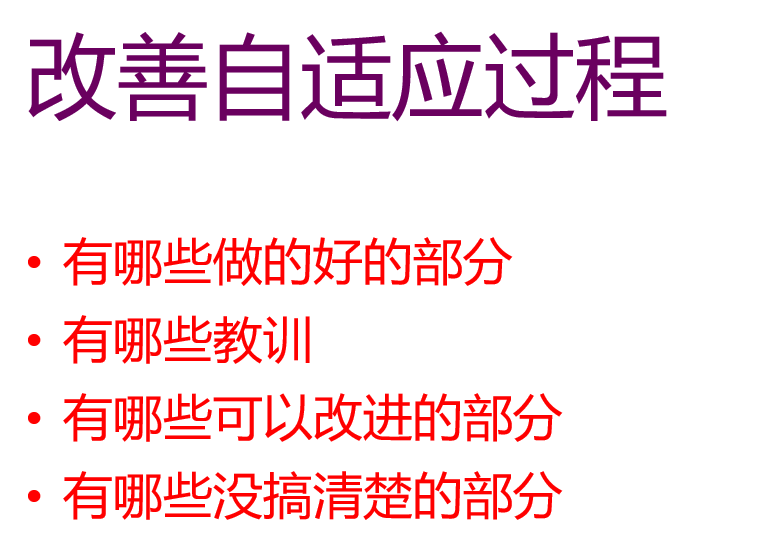 改善自适应过程
• 有哪些做的好的部分
• 有哪些教训
• 有哪些可以改进的部分
• 有哪些没搞清楚的部分